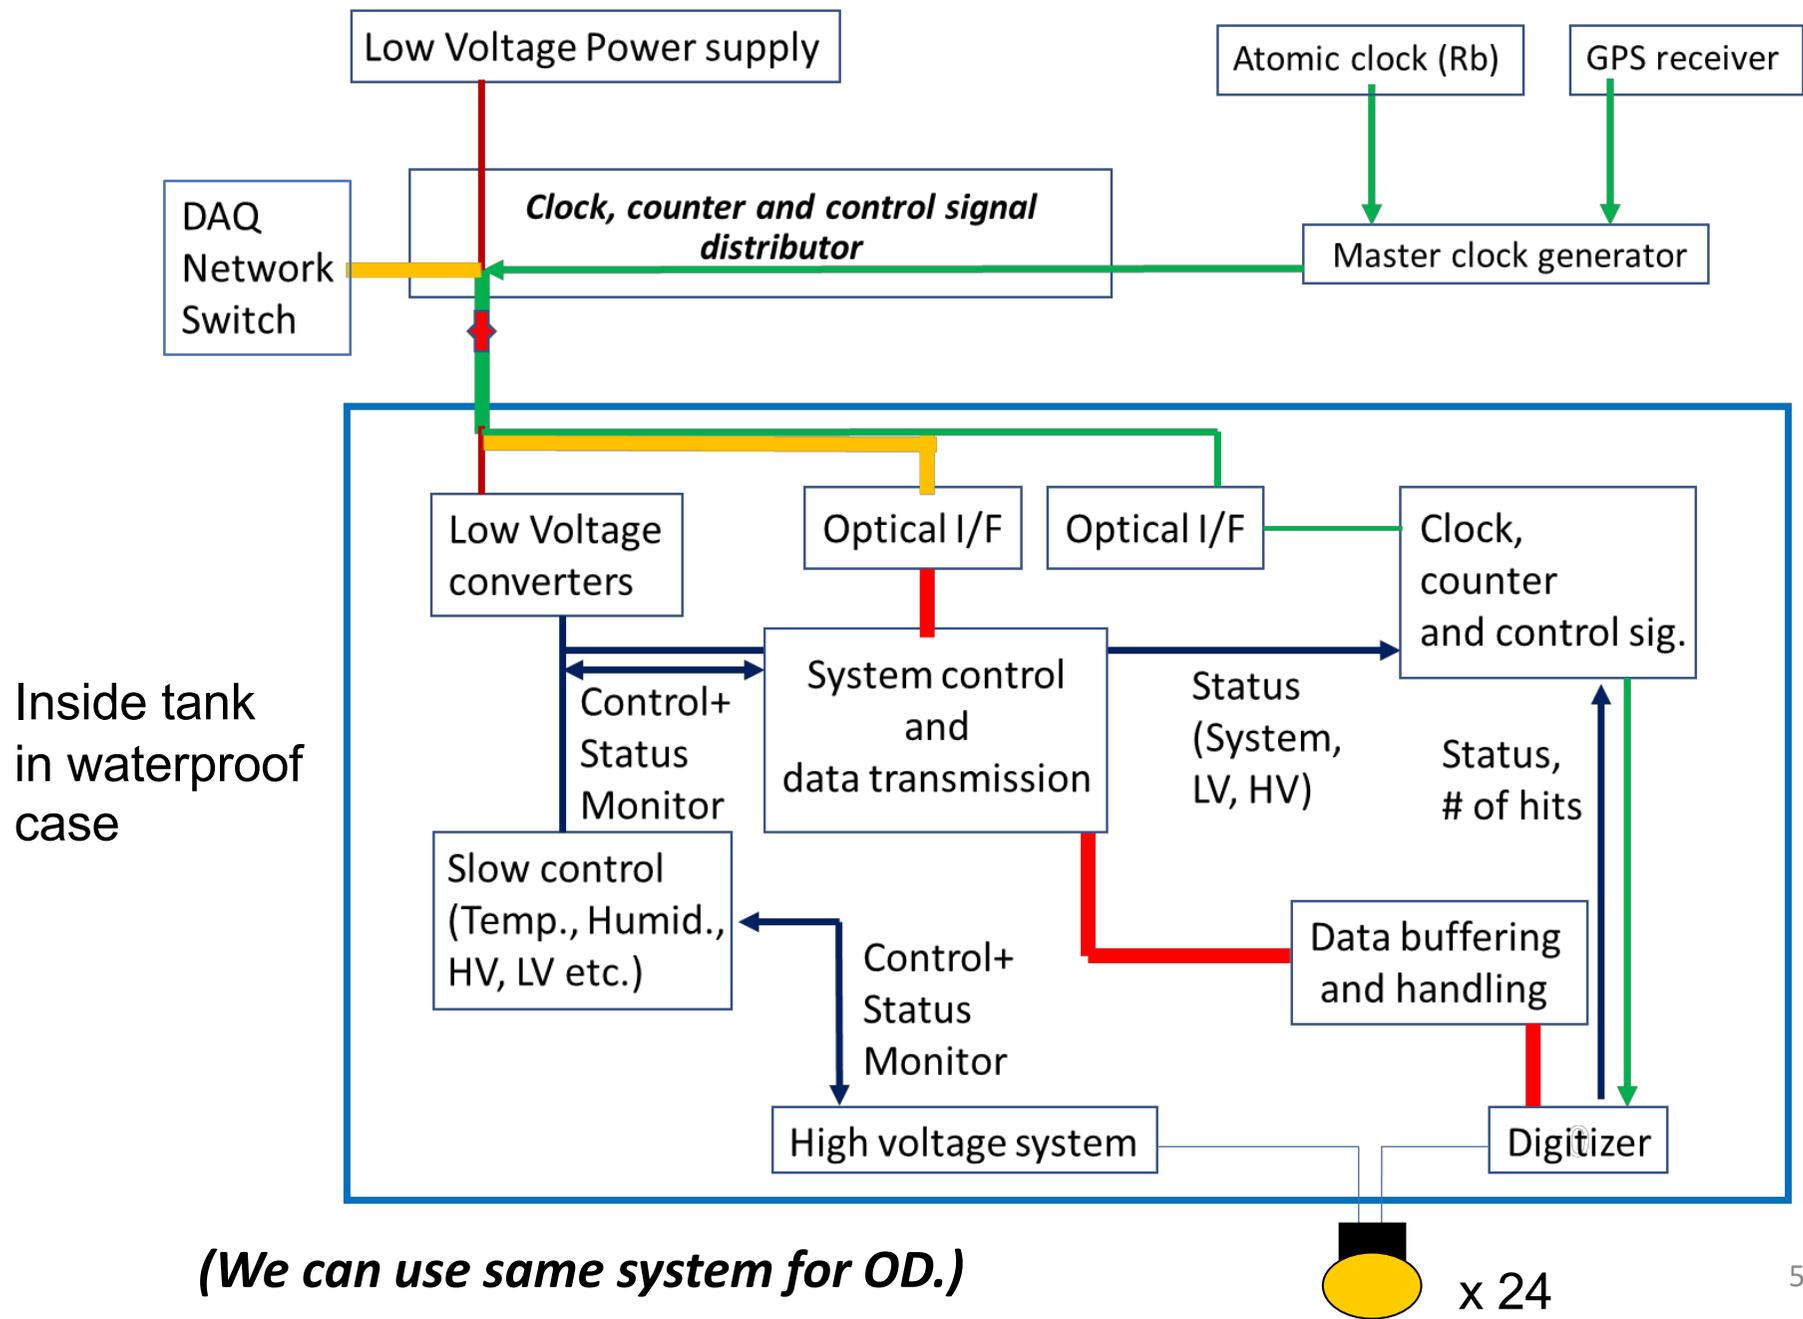 Low Voltage Power supply
Atomic clock (Rb)
GPS receiver
DAQ
Network
Switch
Clock, counter and control signal
distributor
Master clock generator
Low Voltage
converters
Optical I/F
Optical I/F
Clock,
counter
and control sig.
Inside tank
in waterproof
case
Control+
Status
Monitor
System control
and
data transmission
Status
(System,
LV, HV)
Status,
# of hits
Slow control
(Temp., Humid.,
HV, LV etc.)
Control+
Status
Monitor
Data buffering
and handling
High voltage system
Digitizer
(We can use same system for OD.)
x 24
5